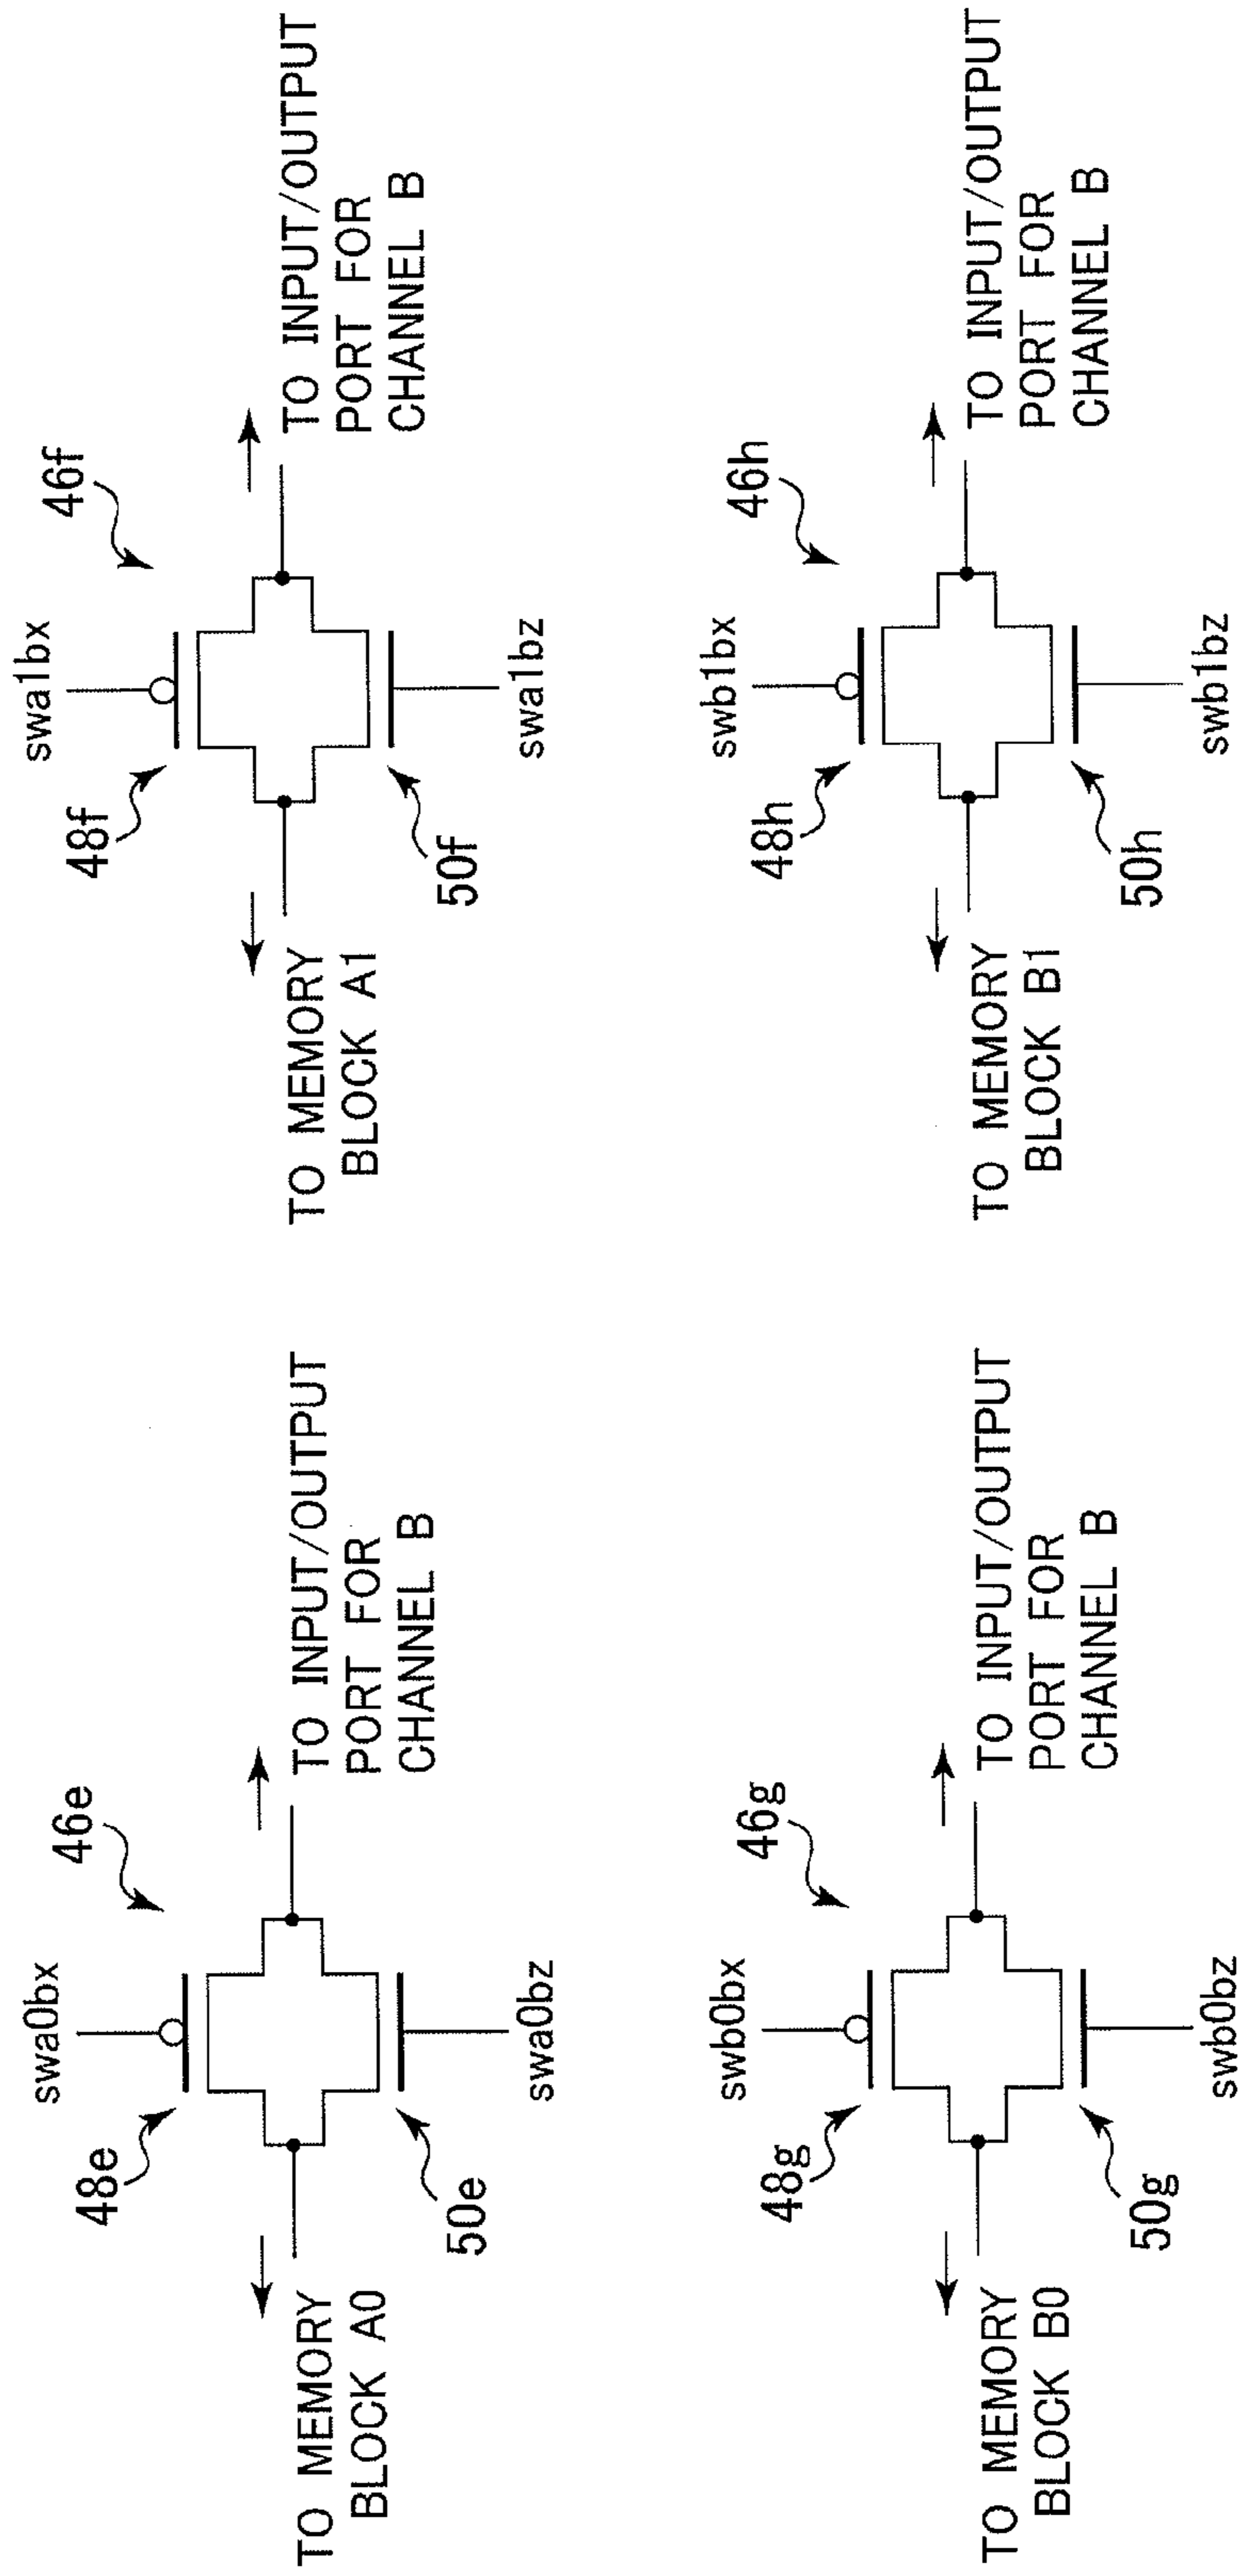 swa0bx
46e
48e
TO MEMORY
BLOCK A0
TO INPUT/OUTPUT
PORT FOR
CHANNEL B
50e
swa0bz
swa1bx
46f
48f
TO MEMORY
BLOCK A1
TO INPUT/OUTPUT
PORT FOR
CHANNEL B
50f
swa1bz
swb0bx
46g
48g
TO MEMORY
BLOCK B0
TO INPUT/OUTPUT
PORT FOR
CHANNEL B
50g
swb0bz
swb1bx
46h
48h
TO MEMORY
BLOCK B1
TO INPUT/OUTPUT
PORT FOR
CHANNEL B
50h
swb1bz